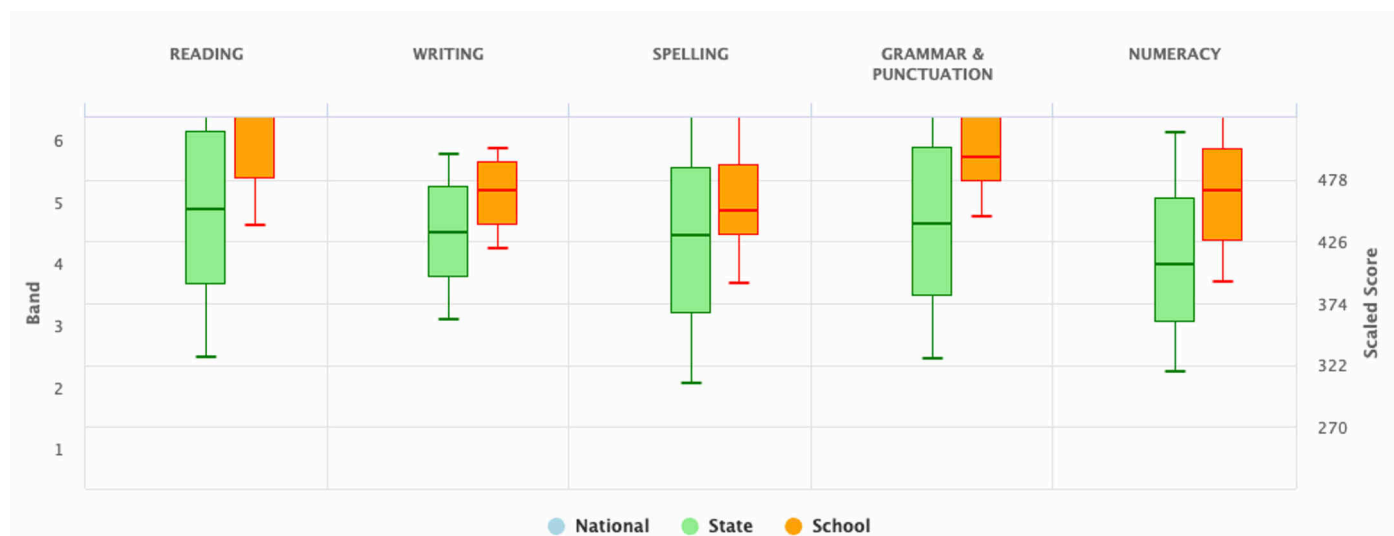 READING
WRITING
SPELLING
GRAMMAR &
PUNCTUATION
NUMERACY
6
5
4
3
2
1
Band
478
426
374
322
270
Scaled Score
National
State
School